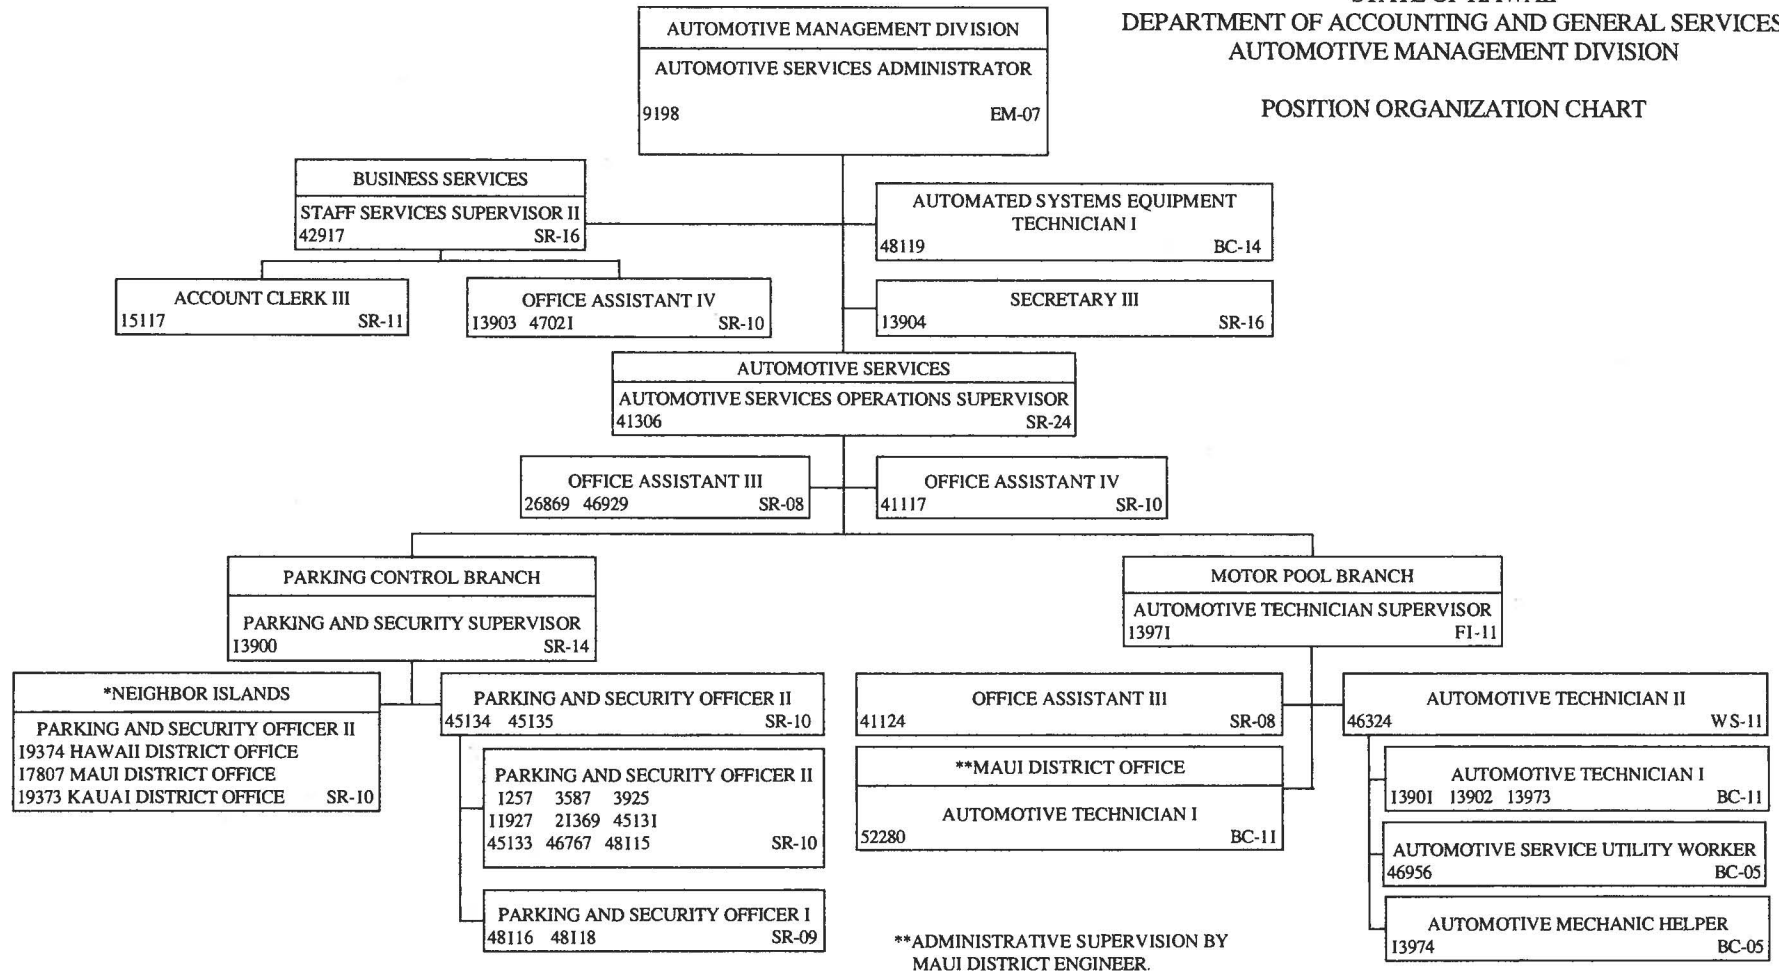 STATE OF HAWAII
DEPARTMENT OF ACCOUNTING AND GENERAL SERVICES
AUTOMOTIVE MANAGEMENT DIVISION
POSITION ORGANIZATION CHART
AUTOMOTIVE MANAGEMENT DIVISION
AUTOMOTIVE SERVICES ADMINISTRATOR
9198 EM-07
BUSINESS SERVICES
STAFF SERVICES SUPERVISOR II
42917 SR-16
AUTOMATED SYSTEMS EQUIPMENT
TECHNICIAN I
48119 BC-14
ACCOUNT CLERK III
15117 SR-11
OFFICE ASSISTANT IV
13903 47021 SR-10
SECRETARY III
13904 SR-16
AUTOMOTIVE SERVICES
AUTOMOTIVE SERVICES OPERATIONS SUPERVISOR
41306 SR-24
OFFICE ASSISTANT III
26869 46929 SR-08
OFFICE ASSISTANT IV
41117 SR-10
PARKING CONTROL BRANCH
PARKING AND SECURITY SUPERVISOR
13900 SR-14
MOTOR POOL BRANCH
AUTOMOTIVE TECHNICIAN SUPERVISOR
13971 F1-11
*NEIGHBOR ISLANDS
PARKING AND SECURITY OFFICER II
19374 HAWAII DISTRICT OFFICE
17807 MAUI DISTRICT OFFICE
19373 KAUAI DISTRICT OFFICE SR-10
PARKING AND SECURITY OFFICER II
45134 45135 SR-10
PARKING AND SECURITY OFFICER II
1257 3587 3925
11927 21369 45131
45133 46767 48115 SR-10
PARKING AND SECURITY OFFICER I
48116 48118 SR-09
OFFICE ASSISTANT III
41124 SR-08
**MAUI DISTRICT OFFICE
AUTOMOTIVE TECHNICIAN I
52280 BC-11
AUTOMOTIVE TECHNICIAN II
46324 WS-11
AUTOMOTIVE TECHNICIAN I
13901 13902 13973 BC-11
AUTOMOTIVE SERVICE UTILITY WORKER
46956 BC-05
AUTOMOTIVE MECHANIC HELPER
13974 BC-05
**ADMINISTRATIVE SUPERVISION BY
MAUI DISTRICT ENGINEER.